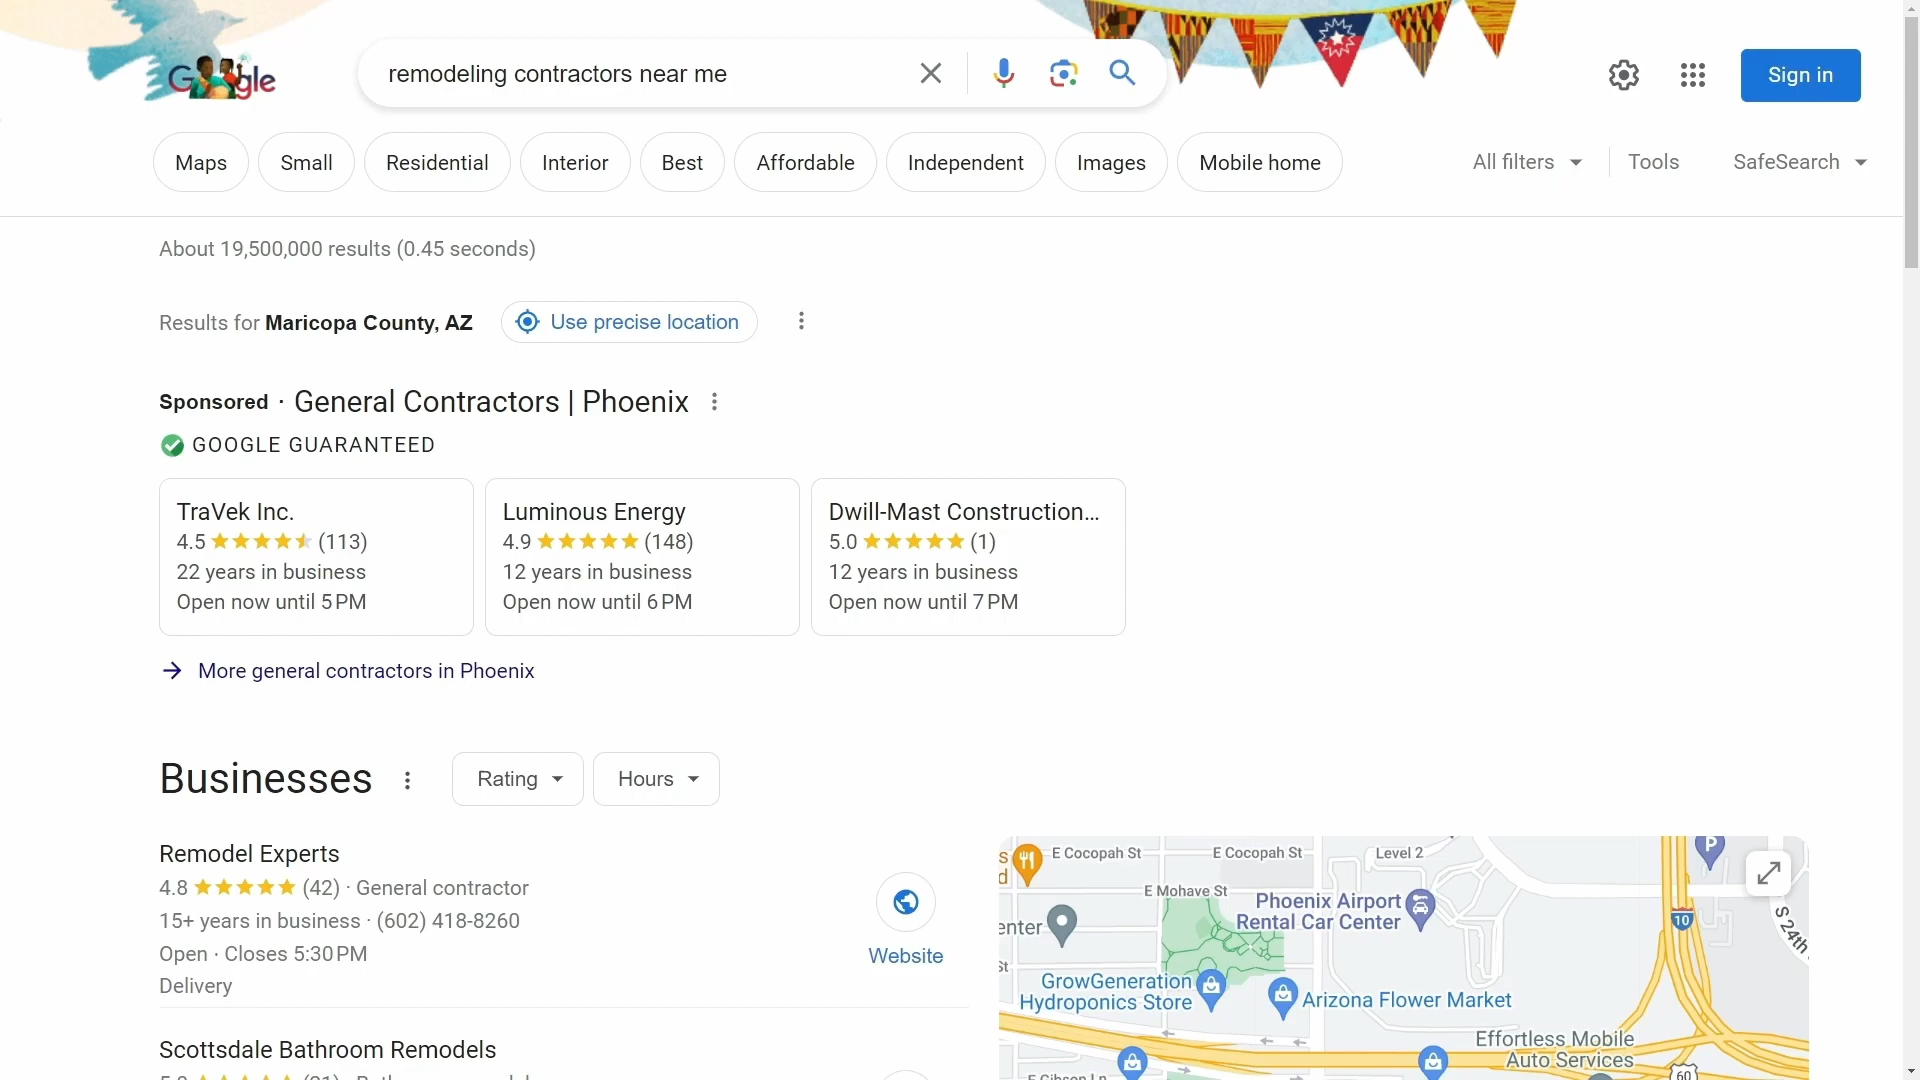 Google
remodeling contractors near me
Sign in
Maps
Small
Residential
Interior
Best
Affordable
Independent
Images
Mobile home
All filters
Tools
SafeSearch
About 19,500,000 results (0.45 seconds)
Results for Maricopa County, AZ
Use precise location
Sponsored · General Contractors | Phoenix
GOOGLE GUARANTEED
TraVek Inc.
4.5 (113)
22 years in business
Open now until 5 PM
Luminous Energy
4.9 (148)
12 years in business
Open now until 6 PM
Dwill-Mast Construction...
5.0 (1)
12 years in business
Open now until 7 PM
More general contractors in Phoenix
Businesses
Rating
Hours
Remodel Experts
4.8 (42) · General contractor
15+ years in business · (602) 418-8260
Open · Closes 5:30 PM
Delivery
Website
Scottsdale Bathroom Remodels
E Cocopah St
E Cocopah St
Level 2
P
E Mohave St
Phoenix Airport
Rental Car Center
10
S 24th
GrowGeneration
Hydroponics Store
Arizona Flower Market
Effortless Mobile
Auto Services
E Gibson Ln
60